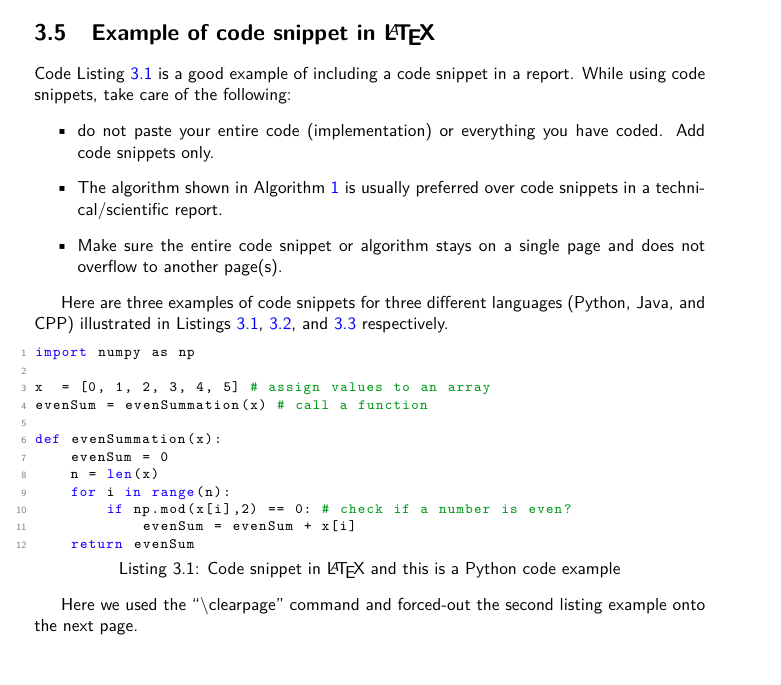 3.5 Example of code snippet in LATEX
Code Listing 3.1 is a good example of including a code snippet in a report. While using code
snippets, take care of the following:
▪ do not paste your entire code (implementation) or everything you have coded. Add
code snippets only.
▪ The algorithm shown in Algorithm 1 is usually preferred over code snippets in a techni-
cal/scientific report.
▪ Make sure the entire code snippet or algorithm stays on a single page and does not
overflow to another page(s).
Here are three examples of code snippets for three different languages (Python, Java, and
CPP) illustrated in Listings 3.1, 3.2, and 3.3 respectively.
1 import numpy as np
2
3 x  = [0, 1, 2, 3, 4, 5] # assign values to an array
4 evenSum = evenSummation(x) # call a function
5
6 def evenSummation(x):
7     evenSum = 0
8     n = len(x)
9     for i in range(n):
10         if np.mod(x[i],2) == 0: # check if a number is even?
11             evenSum = evenSum + x[i]
12     return evenSum
Listing 3.1: Code snippet in LATEX and this is a Python code example
Here we used the “\clearpage” command and forced-out the second listing example onto
the next page.